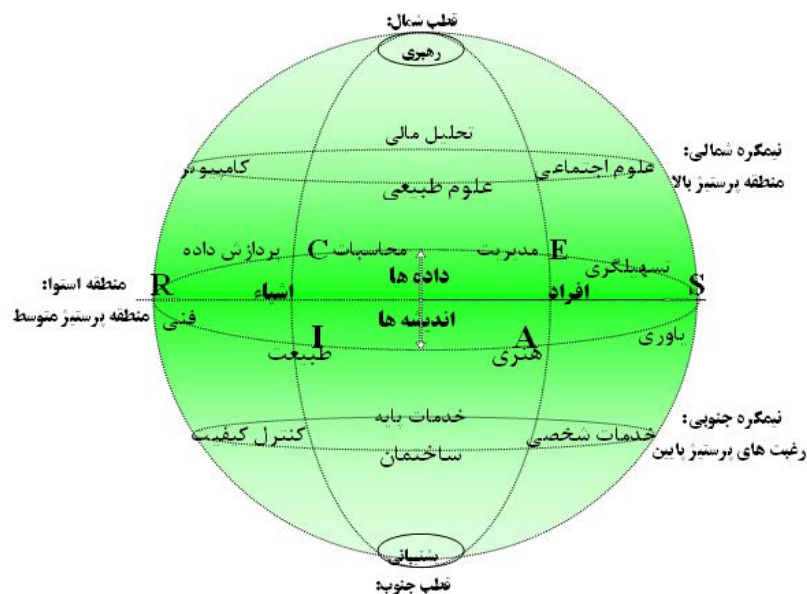 قطب شمال:
رهبری
تحلیل مالی
نیمکره شمالی:
منطقه پرستیژ بالا
علوم اجتماعی
کامپیوتر
علوم طبیعی
E مدیریت محاسبات C پردازش داده
تسهیلگری
داده ها
منطقه استوا:
منطقه پرستیژ متوسط
S افراد اشیاء R
اندیشه ها
یاوری
فنی
A I
هنری طبیعت
نیمکره جنوبی:
رغبت های پرستیژ پایین
خدمات پایه
خدمات شخصی کنترل کیفیت
ساختمان
پشتیبانی
قطب جنوب: